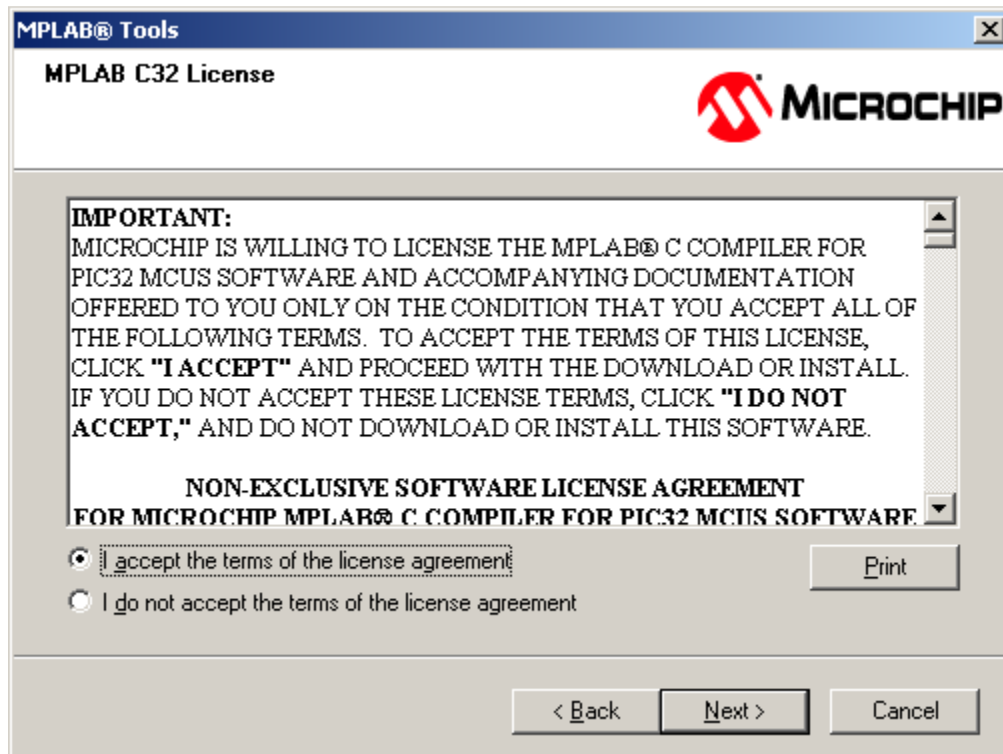 MPLAB® Tools
MPLAB C32 License
MICROCHIP
IMPORTANT:
MICROCHIP IS WILLING TO LICENSE THE MPLAB® C COMPILER FOR
PIC32 MCUS SOFTWARE AND ACCOMPANYING DOCUMENTATION
OFFERED TO YOU ONLY ON THE CONDITION THAT YOU ACCEPT ALL OF
THE FOLLOWING TERMS.  TO ACCEPT THE TERMS OF THIS LICENSE,
CLICK "I ACCEPT" AND PROCEED WITH THE DOWNLOAD OR INSTALL.
IF YOU DO NOT ACCEPT THESE LICENSE TERMS, CLICK "I DO NOT
ACCEPT," AND DO NOT DOWNLOAD OR INSTALL THIS SOFTWARE.
NON-EXCLUSIVE SOFTWARE LICENSE AGREEMENT
FOR MICROCHIP MPLAB® C COMPILER FOR PIC32 MCUS SOFTWARE
I accept the terms of the license agreement
Print
I do not accept the terms of the license agreement
< Back
Next >
Cancel